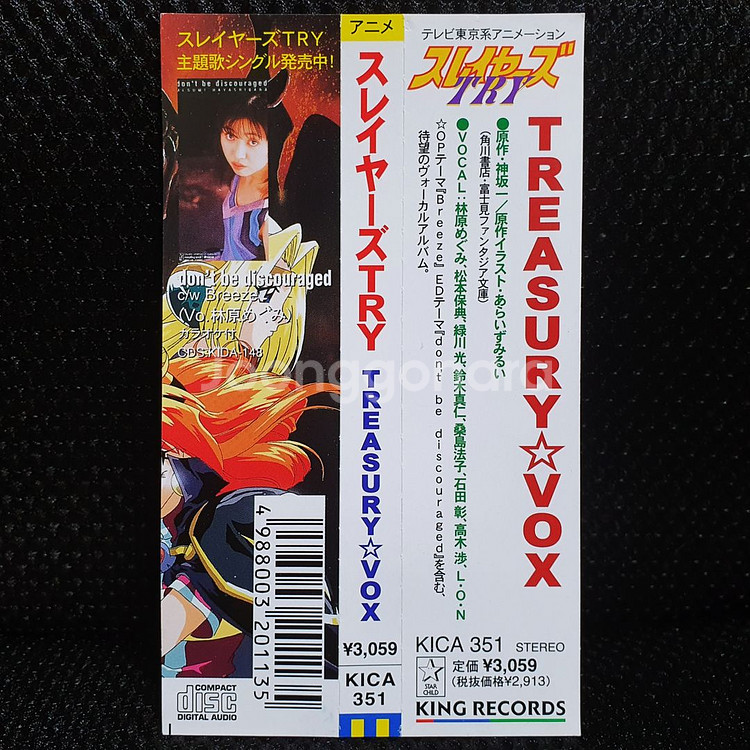 スレイヤーズTRY
主題歌シングル発売中!
don't be discouraged
don't be discouraged
c/w Breeze
(Vo.林原めぐみ)
カラオケ付
CDS:KIDA-148
4 988003 201135
COMPACT
disc
DIGITAL AUDIO
アニメ
スレイヤーズTRY TREASURY☆VOX
¥3,059
KICA
351
テレビ東京系アニメーション
スレイヤーズ
TRY
TREASURY☆VOX
●原作・神坂一/原作イラスト・あらいずみるい
(角川書店・富士見ファンタジア文庫)
●VOCAL:林原めぐみ、松本保典、緑川 光、鈴木真仁、桑島法子、石田 彰、高木 渉、L・O・N
☆OPテーマ『Breeze』EDテーマ『dont be discouraged』を含む、
待望のヴォーカルアルバム。
KICA 351 STEREO
STAR
CHILD
定価 ¥3,059
(税抜価格¥2,913)
KING RECORDS
Joonggonara